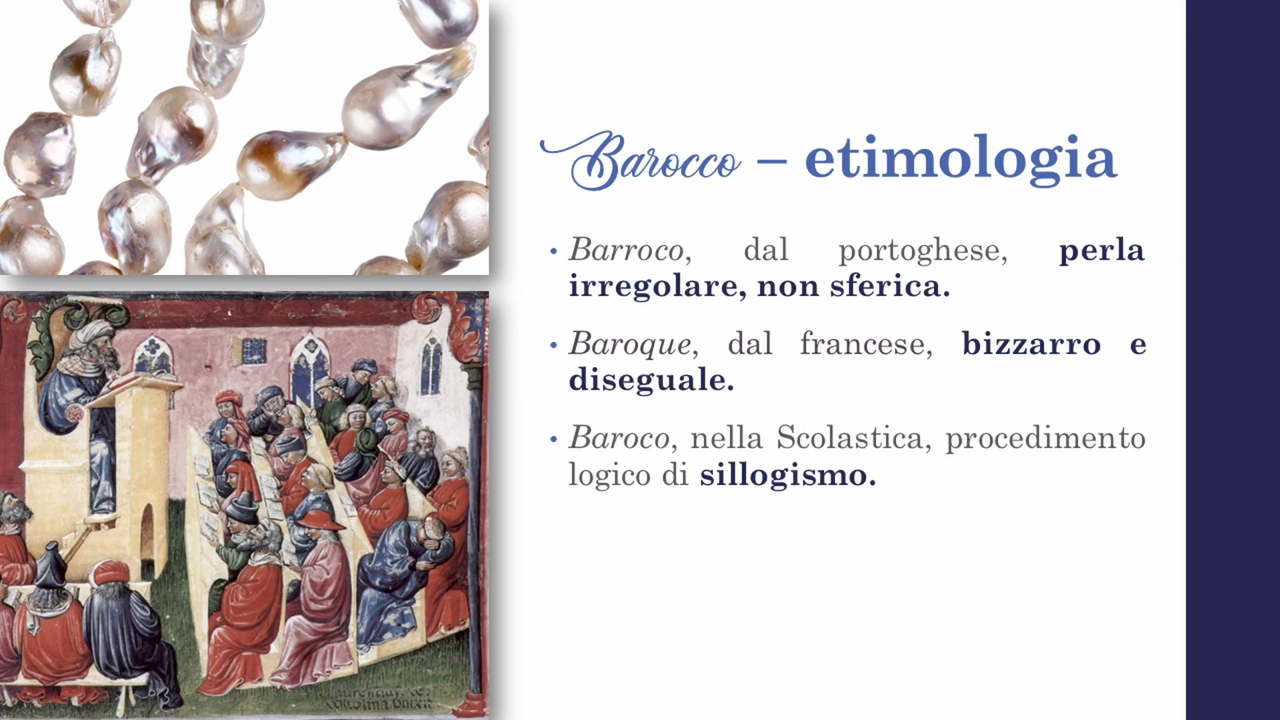 Barocco – etimologia
• Barroco, dal portoghese, perla
irregolare, non sferica.
• Baroque, dal francese, bizzarro e
diseguale.
• Baroco, nella Scolastica, procedimento
logico di sillogismo.